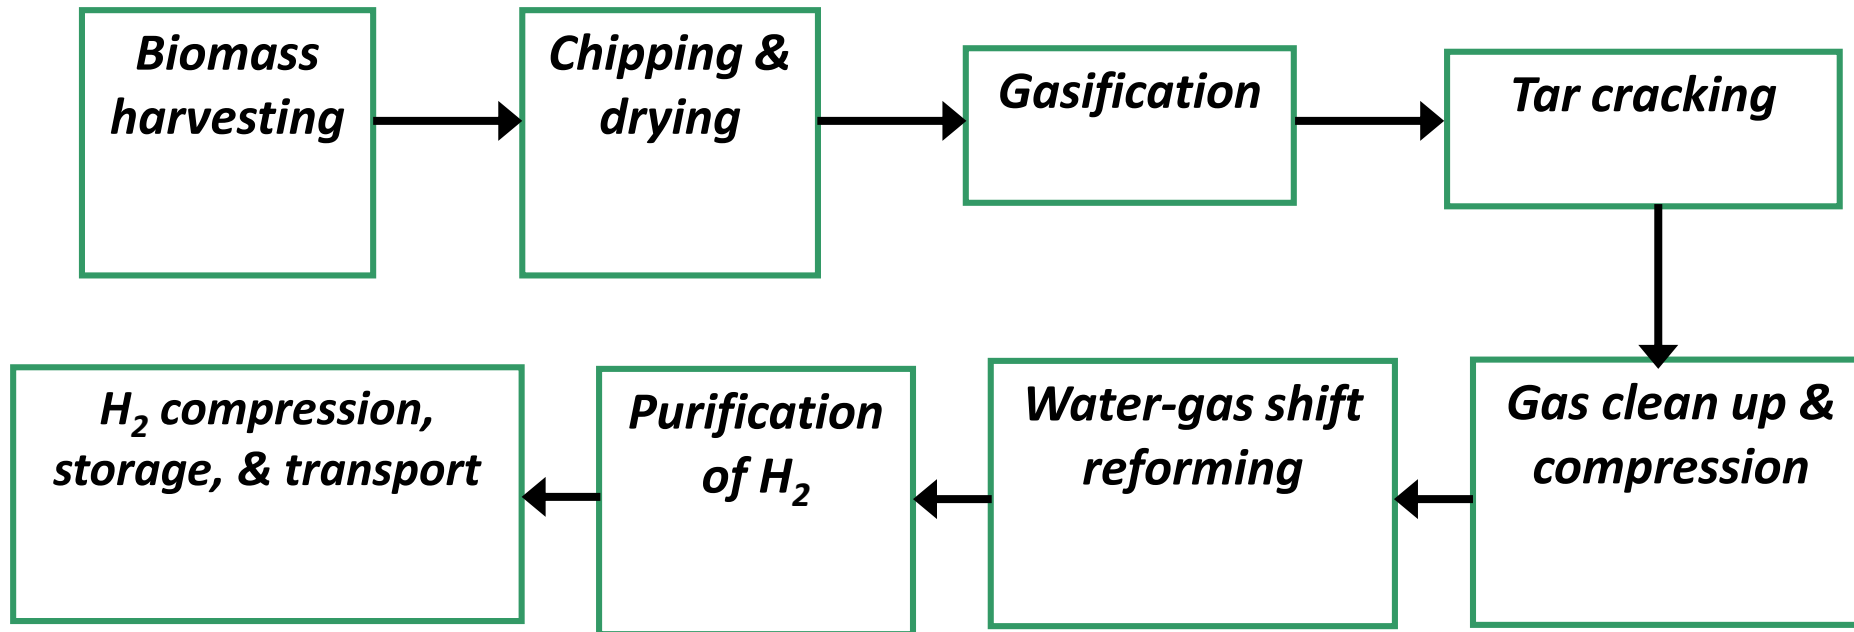 Biomass
harvesting
Chipping &
drying
Gasification
Tar cracking
Gas clean up &
compression
Water-gas shift
reforming
Purification
of H₂
H₂ compression,
storage, & transport